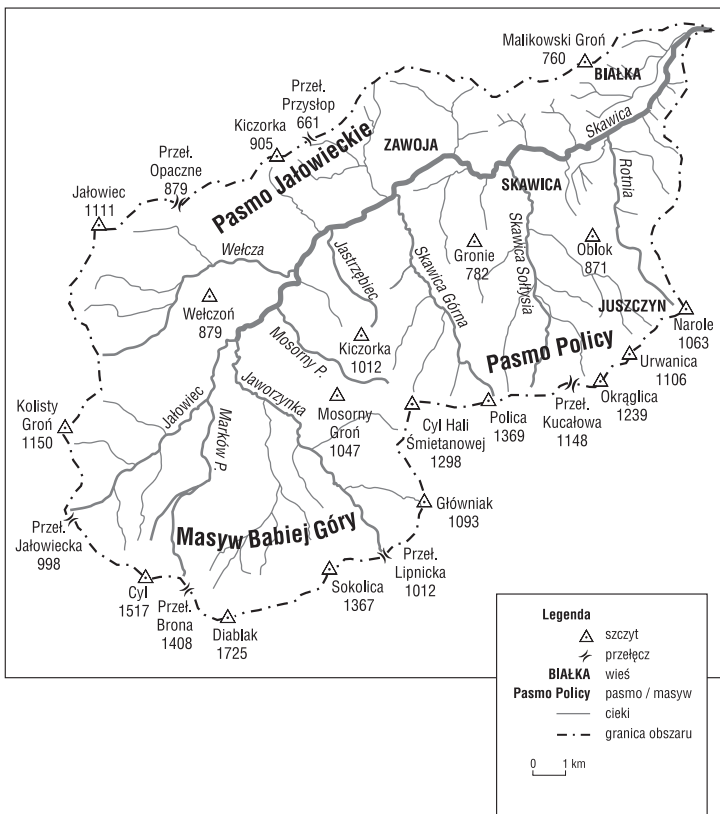 Malikowski Groń
760
BIAŁKA
Przeł.
Przysłop
661
Kiczorka
905
ZAWOJA
Skawica
Przeł.
Opaczne
879
Pasmo Jałowieckie
SKAWICA
Rotnia
Jałowiec
1111
Wełcza
Jastrzębiec
Skawica Górna
Gronie
782
Skawica Sołtysia
Oblok
871
Wełczoń
879
JUSZCZYN
Narole
1063
Kiczorka
1012
Mosorny P.
Pasmo Policy
Urwanica
1106
Kolisty
Groń
1150
Jałowiec
Marków P.
Jaworzynka
Mosorny
Groń
1047
Cyl Hali
Śmietanowej
1298
Polica
1369
Przeł.
Kucałowa
1148
Okrąglica
1239
Główniak
1093
Masyw Babiej Góry
Przeł.
Jałowiecka
998
Cyl
1517
Przeł.
Brona
1408
Diablak
1725
Sokolica
1367
Przeł.
Lipnicka
1012
Legenda
szczyt
przełęcz
BIAŁKA wieś
Pasmo Policy pasmo / masyw
cieki
granica obszaru
0 1 km